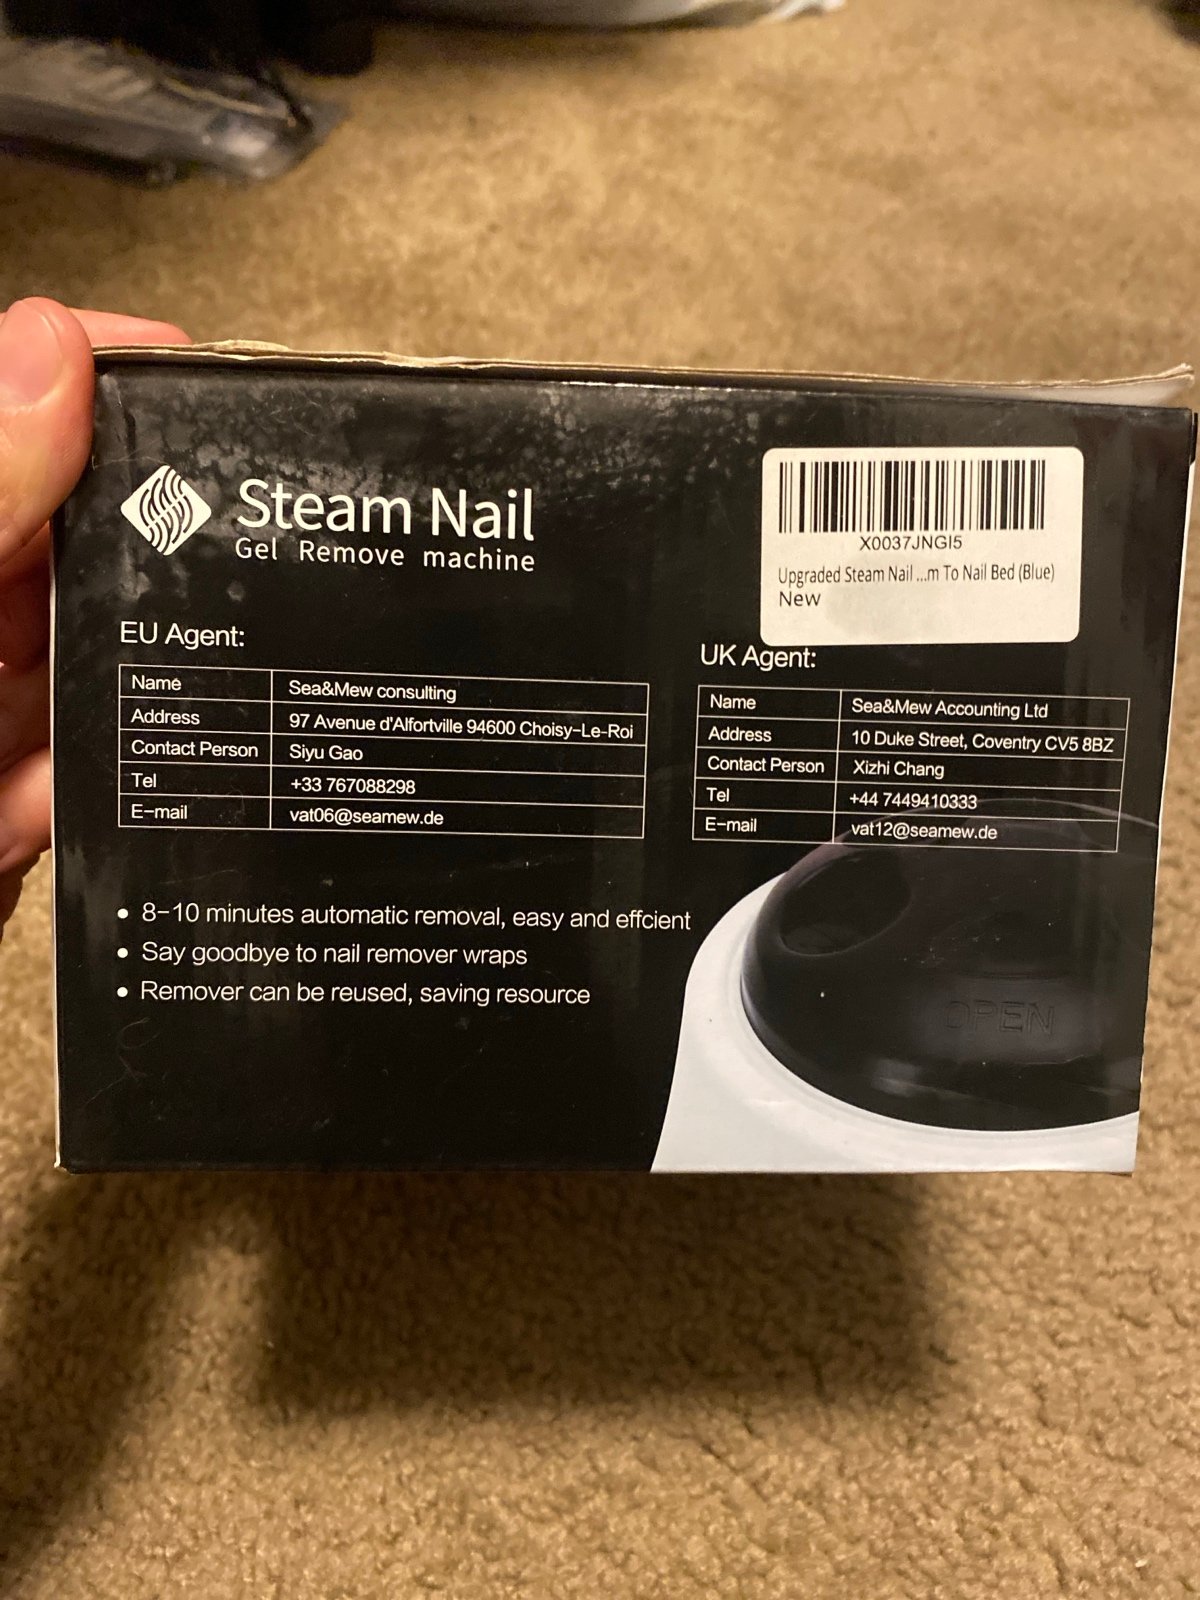 Steam Nail
Gel Remove machine
X0037JNGI5
Upgraded Steam Nail ...m To Nail Bed (Blue)
New
EU Agent:
Name Sea&Mew consulting
Address 97 Avenue d'Alfortville 94600 Choisy-Le-Roi
Contact Person Siyu Gao
Tel +33 767088298
E-mail vat06@seamew.de
UK Agent:
Name Sea&Mew Accounting Ltd
Address 10 Duke Street, Coventry CV5 8BZ
Contact Person Xizhi Chang
Tel +44 7449410333
E-mail vat12@seamew.de
• 8-10 minutes automatic removal, easy and effcient
• Say goodbye to nail remover wraps
• Remover can be reused, saving resource
OPEN